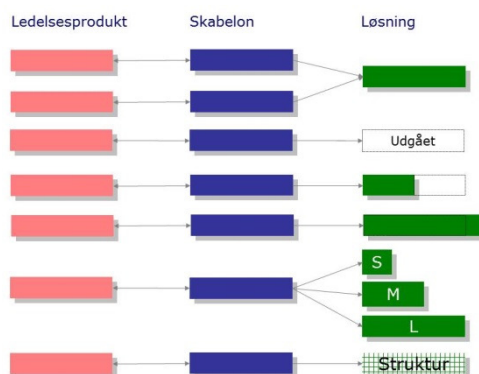 Ledelsesprodukt Skabelon Løsning
Udgået
S
M
L
Struktur